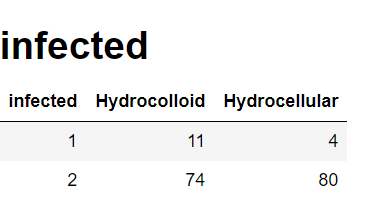 infected
infected Hydrocolloid Hydrocellular
1 11 4
2 74 80